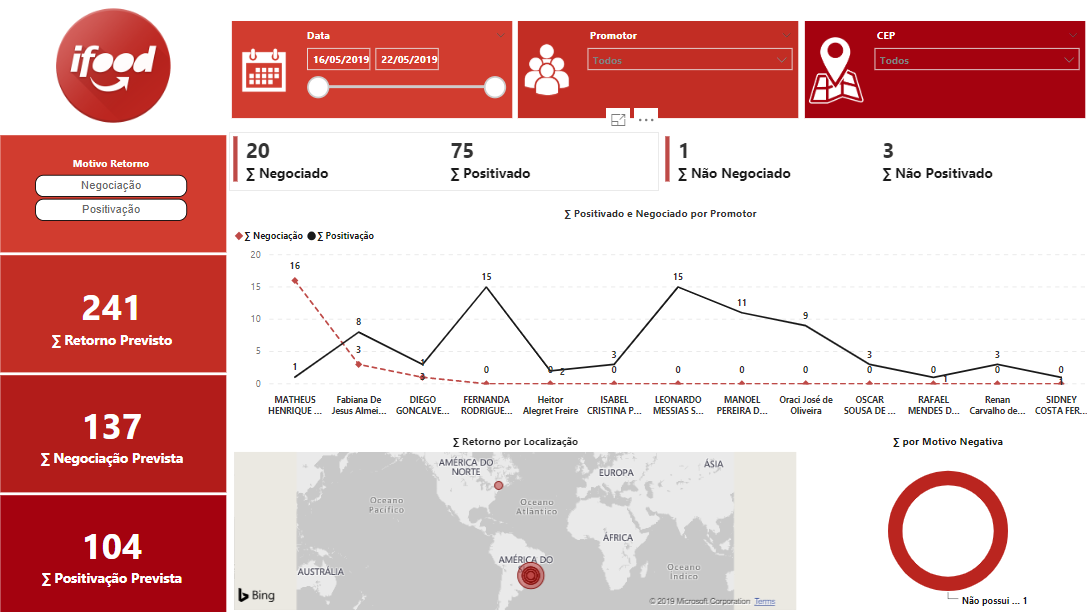 ifood
Data
16/05/2019 22/05/2019
Promotor
Todos
CEP
Todos
Motivo Retorno
Negociação
Positivação
241
∑ Retorno Previsto
137
∑ Negociação Prevista
104
∑ Positivação Prevista
20
∑ Negociado
75
∑ Positivado
1
∑ Não Negociado
3
∑ Não Positivado
∑ Positivado e Negociado por Promotor
∑ Negociação ∑ Positivação
20
15
10
5
0
16
1
8
3
1
3
15
0
0
2
3
0
15
0
11
0
9
0
3
0
0
1
3
0
0
1
MATHEUS
HENRIQUE ...
Fabiana De
Jesus Almei...
DIEGO
GONCALVE...
FERNANDA
RODRIGUE...
Heitor
Alegret Freire
ISABEL
CRISTINA P...
LEONARDO
MESSIAS S...
MANOEL
PEREIRA D...
Oraci José de
Oliveira
OSCAR
SOUSA DE ...
RAFAEL
MENDES D...
Renan
Carvalho de...
SIDNEY
COSTA FER...
∑ Retorno por Localização
AMÉRICA DO
NORTE
EUROPA
ÁSIA
Oceano
Pacífico
Oceano
Atlântico
ÁFRICA
AMÉRICA DO
AUSTRÁLIA
Oceano
Índico
Bing
© 2019 Microsoft Corporation Terms
∑ por Motivo Negativa
Não possui ... 1